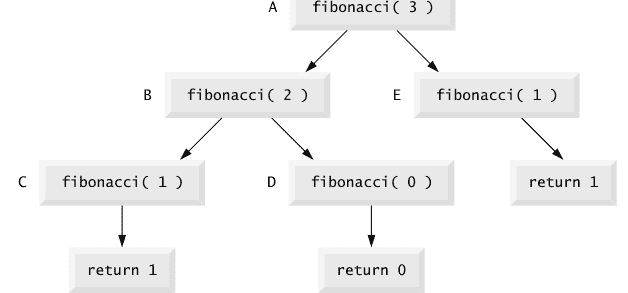 A fibonacci( 3 )
B fibonacci( 2 ) E fibonacci( 1 )
C fibonacci( 1 ) D fibonacci( 0 ) return 1
return 1 return 0